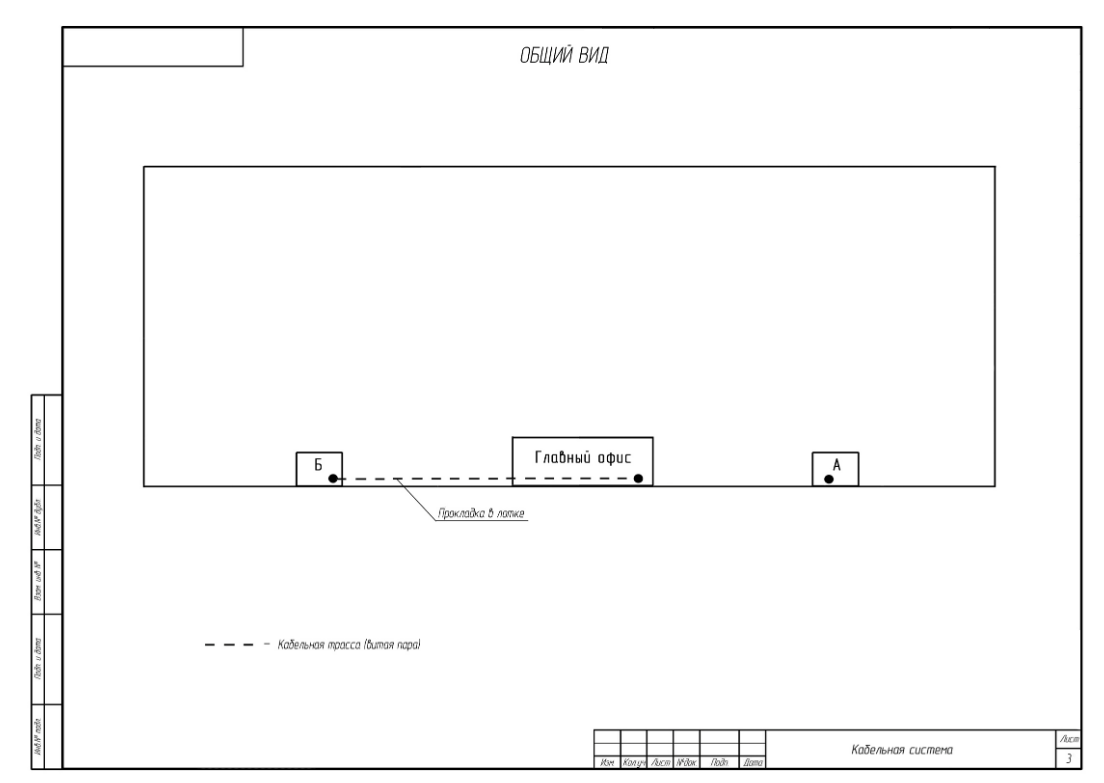 ОБЩИЙ ВИД
Б
Главный офис
А
Прокладка в лотке
– Кабельная трасса (витая пара)
Подп. и дата
Инв.№ дубл.
Взам. инв №
Подп. и дата
Инв.№ подл.
Изм Кол.уч Лист №док Подп. Дата
Кабельная система
Лист
3